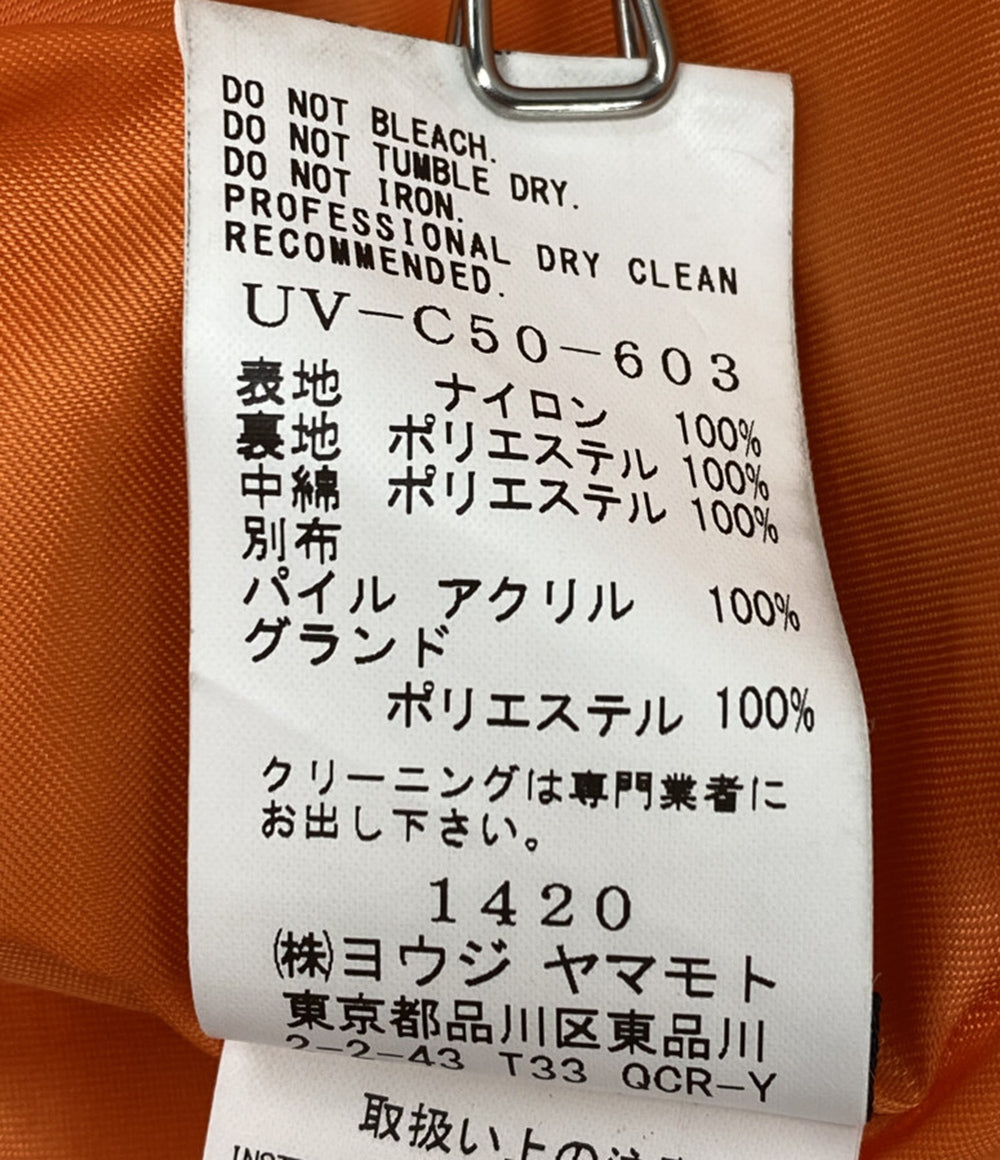 DO NOT BLEACH.
DO NOT TUMBLE DRY.
DO NOT IRON.
PROFESSIONAL DRY CLEAN
RECOMMENDED.
UV-C50-603
表地 ナイロン 100%
裏地 ポリエステル 100%
中綿 ポリエステル 100%
別布
パイル アクリル 100%
グランド
ポリエステル 100%
クリーニングは専門業者に
お出し下さい。
1420
(株)ヨウジ ヤマモト
東京都品川区東品川
2-2-43 T33 QCR-Y
取扱い上の注